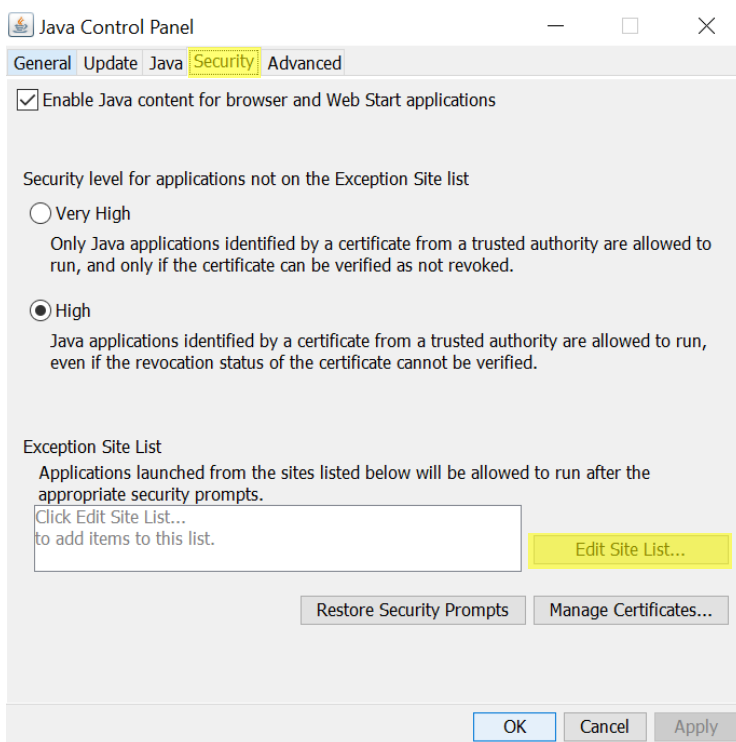 Java Control Panel
General Update Java Security Advanced
Enable Java content for browser and Web Start applications
Security level for applications not on the Exception Site list
Very High
Only Java applications identified by a certificate from a trusted authority are allowed to
run, and only if the certificate can be verified as not revoked.
High
Java applications identified by a certificate from a trusted authority are allowed to run,
even if the revocation status of the certificate cannot be verified.
Exception Site List
Applications launched from the sites listed below will be allowed to run after the
appropriate security prompts.
Click Edit Site List...
to add items to this list.
Edit Site List...
Restore Security Prompts Manage Certificates...
OK Cancel Apply